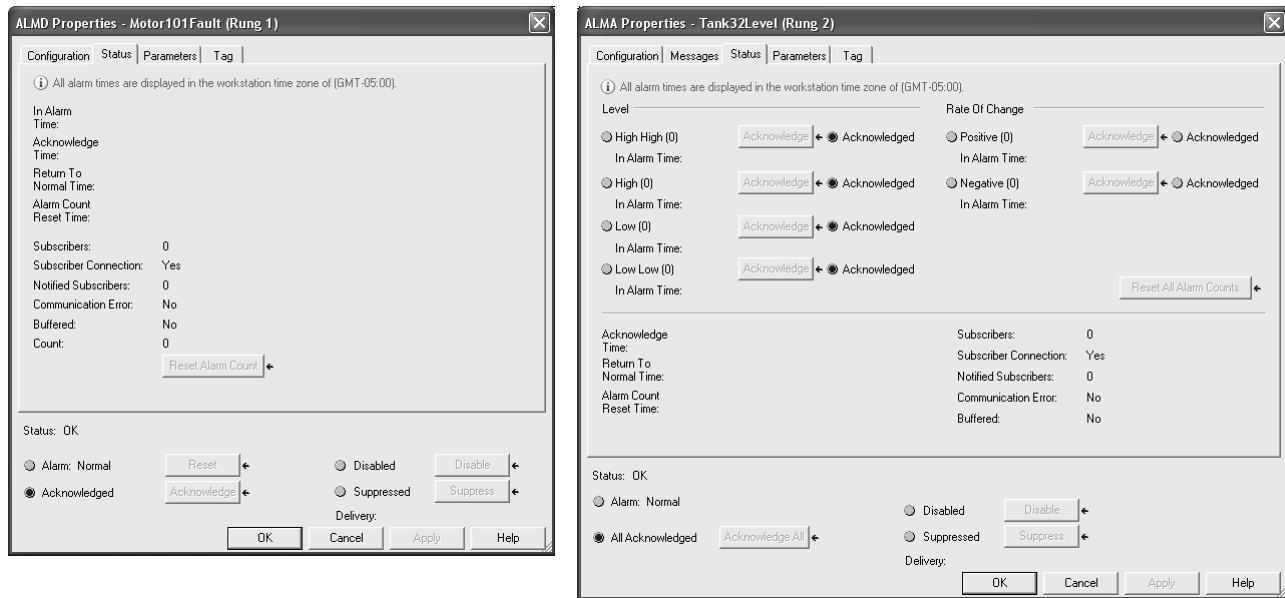 ALMD Properties - Motor101Fault (Rung 1)
Configuration Status Parameters Tag
All alarm times are displayed in the workstation time zone of (GMT-05:00).
In Alarm
Time:
Acknowledge
Time:
Return To
Normal Time:
Alarm Count
Reset Time:
Subscribers: 0
Subscriber Connection: Yes
Notified Subscribers: 0
Communication Error: No
Buffered: No
Count: 0
Reset Alarm Count
Status: OK
Alarm: Normal Reset Disabled Disable
Acknowledged Acknowledge Suppressed Suppress
Delivery:
OK Cancel Apply Help
ALMA Properties - Tank32Level (Rung 2)
Configuration Messages Status Parameters Tag
All alarm times are displayed in the workstation time zone of (GMT-05:00).
Level Rate Of Change
High High (0) Acknowledge Acknowledged Positive (0) Acknowledge Acknowledged
In Alarm Time: In Alarm Time:
High (0) Acknowledge Acknowledged Negative (0) Acknowledge Acknowledged
In Alarm Time: In Alarm Time:
Low (0) Acknowledge Acknowledged
In Alarm Time:
Low Low (0) Acknowledge Acknowledged
In Alarm Time: Reset All Alarm Counts
Acknowledge
Time:
Return To
Normal Time:
Alarm Count
Reset Time:
Subscribers: 0
Subscriber Connection: Yes
Notified Subscribers: 0
Communication Error: No
Buffered: No
Status: OK
Alarm: Normal Disabled Disable
All Acknowledged Acknowledge All Suppressed Suppress
Delivery:
OK Cancel Apply Help